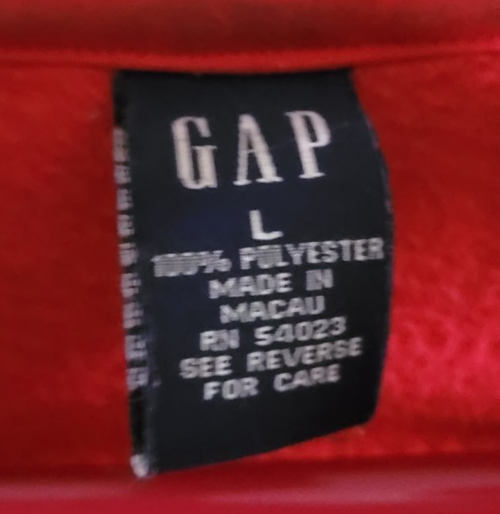 GAP
L
100% POLYESTER
MADE IN
MACAU
RN 54023
SEE REVERSE
FOR CARE